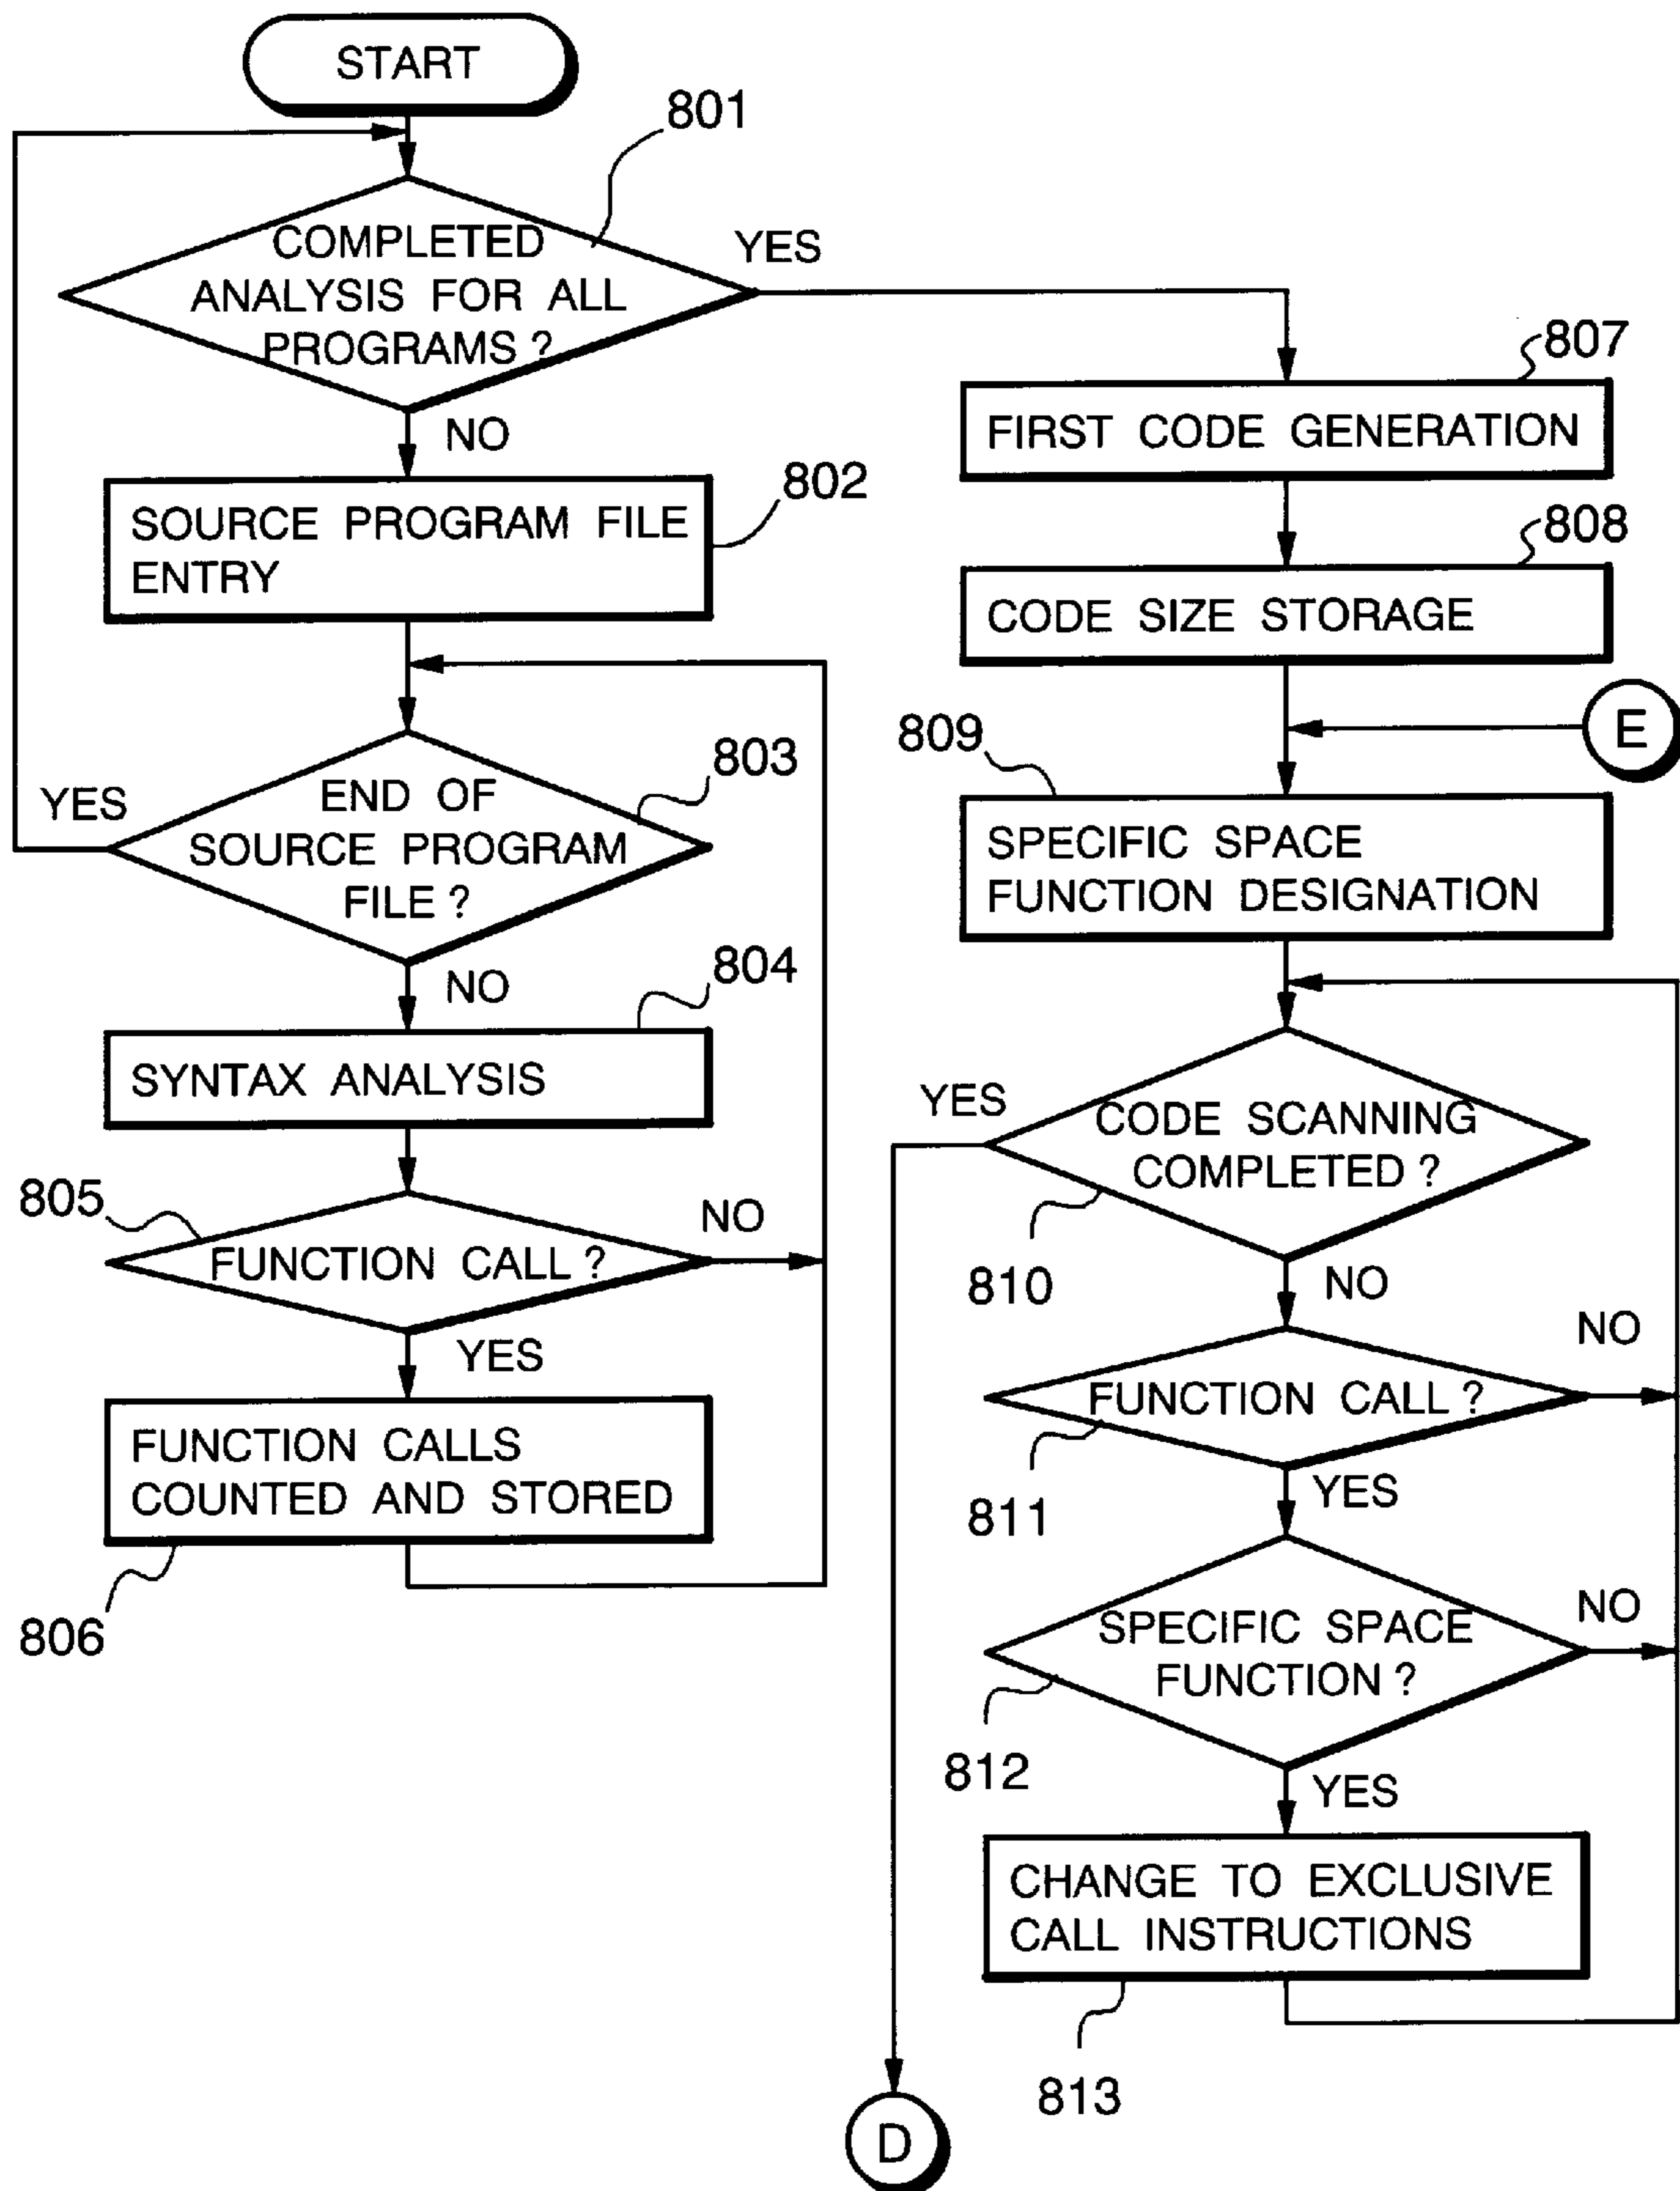 START
801
COMPLETED
ANALYSIS FOR ALL
PROGRAMS ?
YES
NO
802
SOURCE PROGRAM FILE
ENTRY
803
YES
END OF
SOURCE PROGRAM
FILE ?
NO
804
SYNTAX ANALYSIS
805
NO
FUNCTION CALL ?
YES
FUNCTION CALLS
COUNTED AND STORED
806
807
FIRST CODE GENERATION
808
CODE SIZE STORAGE
E
809
SPECIFIC SPACE
FUNCTION DESIGNATION
YES
CODE SCANNING
COMPLETED ?
810
NO
NO
FUNCTION CALL ?
811
YES
NO
SPECIFIC SPACE
FUNCTION ?
812
YES
CHANGE TO EXCLUSIVE
CALL INSTRUCTIONS
813
D